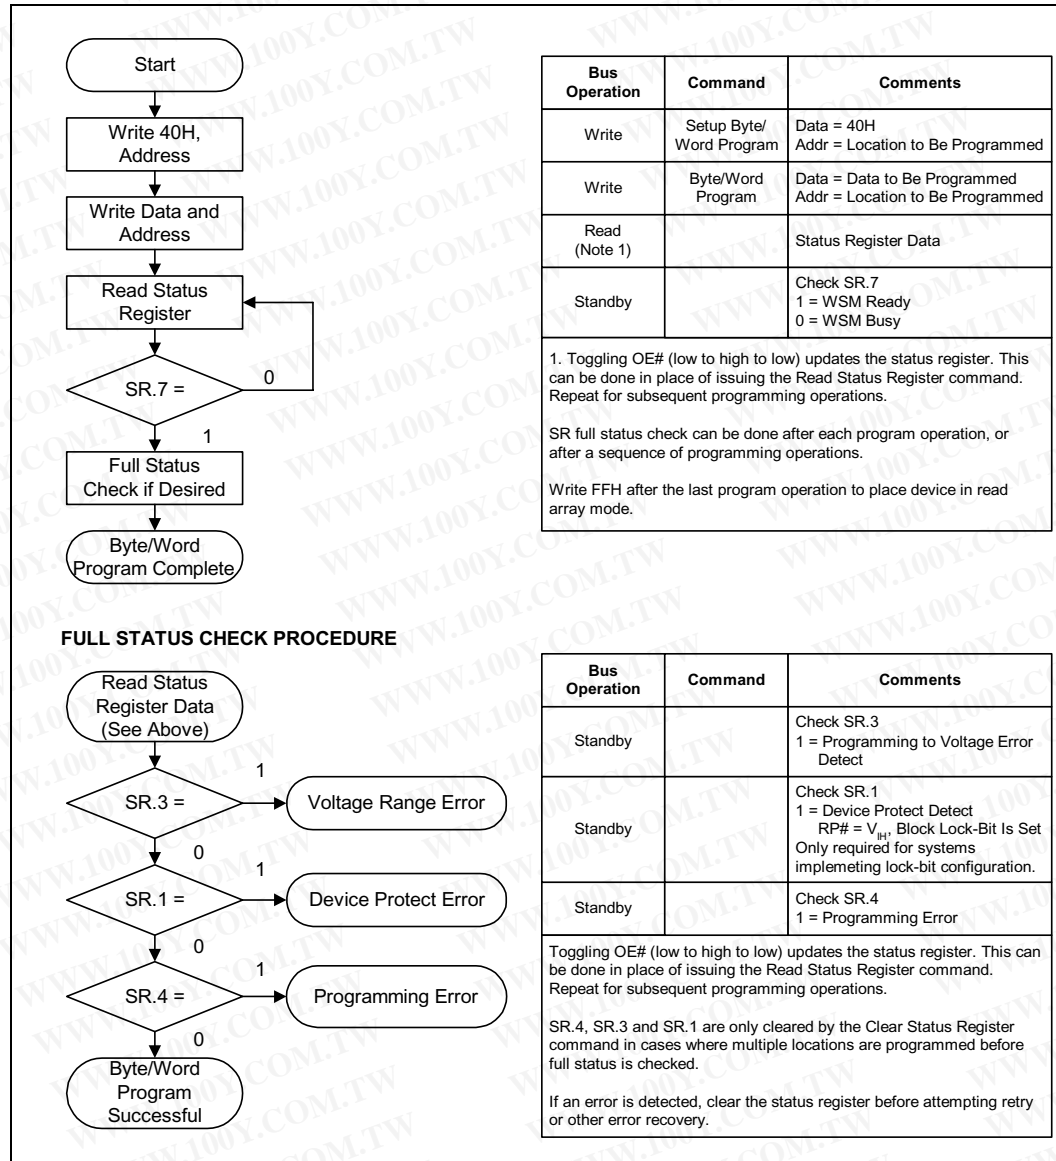 Start
Write 40H,
Address
Write Data and
Address
Read Status
Register
SR.7 =
0
1
Full Status
Check if Desired
Byte/Word
Program Complete
Bus
Operation
Command
Comments
Write
Setup Byte/
Word Program
Data = 40H
Addr = Location to Be Programmed
Write
Byte/Word
Program
Data = Data to Be Programmed
Addr = Location to Be Programmed
Read
(Note 1)
Status Register Data
Standby
Check SR.7
1 = WSM Ready
0 = WSM Busy
1. Toggling OE# (low to high to low) updates the status register. This
can be done in place of issuing the Read Status Register command.
Repeat for subsequent programming operations.
SR full status check can be done after each program operation, or
after a sequence of programming operations.
Write FFH after the last program operation to place device in read
array mode.
FULL STATUS CHECK PROCEDURE
Read Status
Register Data
(See Above)
SR.3 =
1
Voltage Range Error
0
SR.1 =
1
Device Protect Error
0
SR.4 =
1
Programming Error
0
Byte/Word
Program
Successful
Bus
Operation
Command
Comments
Standby
Check SR.3
1 = Programming to Voltage Error
Detect
Standby
Check SR.1
1 = Device Protect Detect
RP# = VIH, Block Lock-Bit Is Set
Only required for systems
implemeting lock-bit configuration.
Standby
Check SR.4
1 = Programming Error
Toggling OE# (low to high to low) updates the status register. This can
be done in place of issuing the Read Status Register command.
Repeat for subsequent programming operations.
SR.4, SR.3 and SR.1 are only cleared by the Clear Status Register
command in cases where multiple locations are programmed before
full status is checked.
If an error is detected, clear the status register before attempting retry
or other error recovery.
WWW.100Y.COM.TW